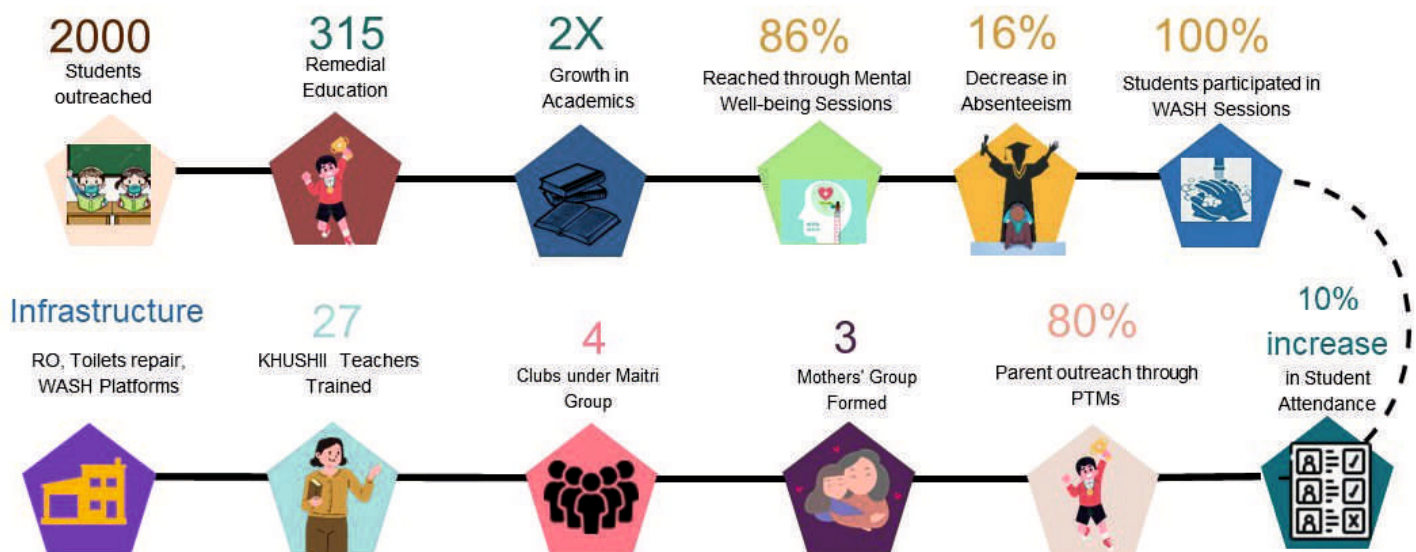 2000
Students
outreached
315
Remedial
Education
2X
Growth in
Academics
86%
Reached through Mental
Well-being Sessions
16%
Decrease in
Absenteeism
100%
Students participated in
WASH Sessions
Infrastructure
RO, Toilets repair,
WASH Platforms
27
KHUSHII Teachers
Trained
4
Clubs under Maitri
Group
3
Mothers' Group
Formed
80%
Parent outreach through
PTMs
10%
increase
in Student
Attendance